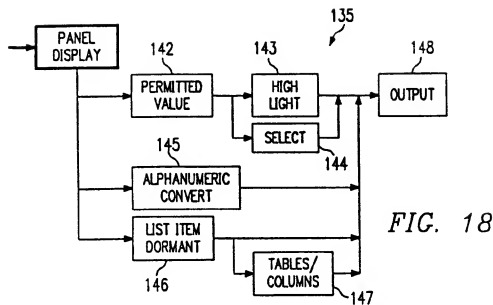 135
PANEL
DISPLAY
142
143
148
PERMITTED
VALUE
HIGH
LIGHT
OUTPUT
SELECT
144
145
ALPHANUMERIC
CONVERT
LIST ITEM
DORMANT
146
TABLES/
COLUMNS
147
FIG. 18